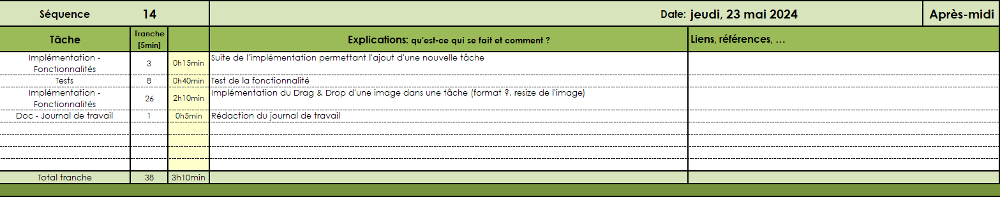 Séquence 14 Date: jeudi, 23 mai 2024 Après-midi
Tâche Tranche [5min] Explications: qu'est-ce qui se fait et comment ? Liens, références, …
Implémentation - Fonctionnalités 3 0h15min Suite de l'implémentation permettant l'ajout d'une nouvelle tâche
Tests 8 0h40min Test de la fonctionnalité
Implémentation - Fonctionnalités 26 2h10min Implémentation du Drag & Drop d'une image dans une tâche (format ?, resize de l'image)
Doc - Journal de travail 1 0h5min Rédaction du journal de travail
Total tranche 38 3h10min